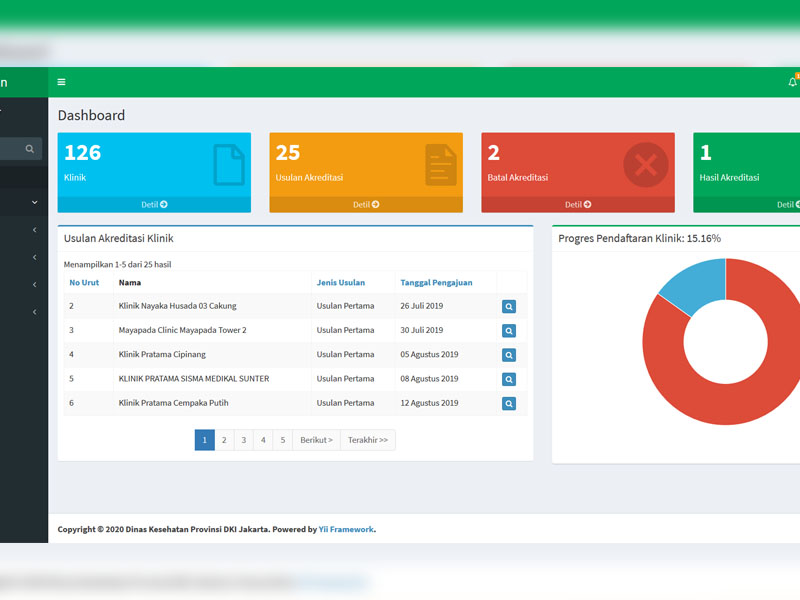 Dashboard
126
Klinik
Detil
25
Usulan Akreditasi
Detil
2
Batal Akreditasi
Detil
1
Hasil Akreditasi
Detil
Usulan Akreditasi Klinik
Menampilkan 1-5 dari 25 hasil
No Urut Nama Jenis Usulan Tanggal Pengajuan
2 Klinik Nayaka Husada 03 Cakung Usulan Pertama 26 Juli 2019
3 Mayapada Clinic Mayapada Tower 2 Usulan Pertama 30 Juli 2019
4 Klinik Pratama Cipinang Usulan Pertama 05 Agustus 2019
5 KLINIK PRATAMA SISMA MEDIKAL SUNTER Usulan Pertama 08 Agustus 2019
6 Klinik Pratama Cempaka Putih Usulan Pertama 12 Agustus 2019
1 2 3 4 5 Berikut > Terakhir >>
Progres Pendaftaran Klinik: 15.16%
Copyright © 2020 Dinas Kesehatan Provinsi DKI Jakarta. Powered by Yii Framework.